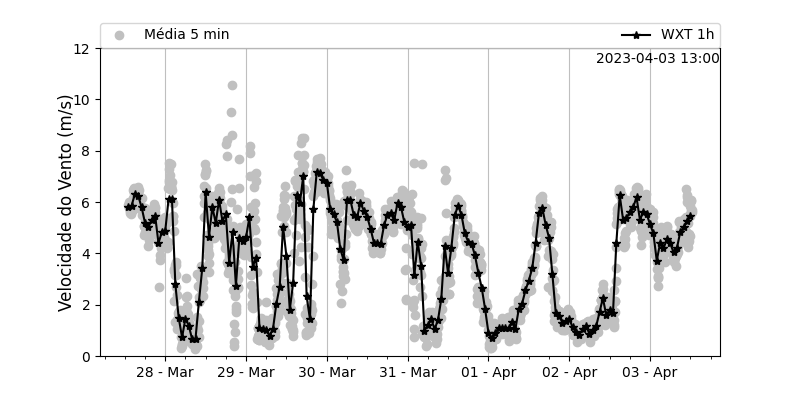 Média 5 min
WXT 1h
2023-04-03 13:00
Velocidade do Vento (m/s)
12
10
8
6
4
2
0
28 - Mar 29 - Mar 30 - Mar 31 - Mar 01 - Apr 02 - Apr 03 - Apr